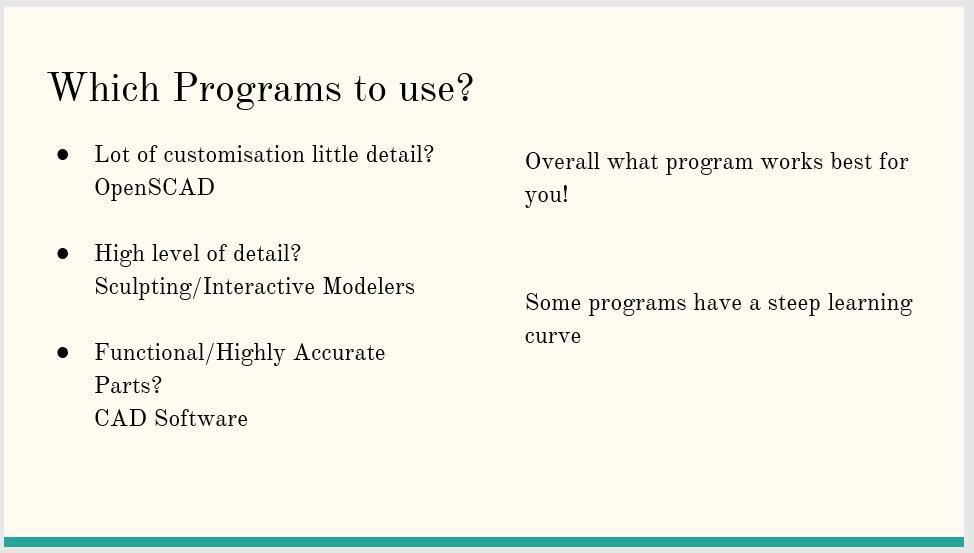 Which Programs to use?
● Lot of customisation little detail?
OpenSCAD
● High level of detail?
Sculpting/Interactive Modelers
● Functional/Highly Accurate
Parts?
CAD Software
Overall what program works best for
you!
Some programs have a steep learning
curve